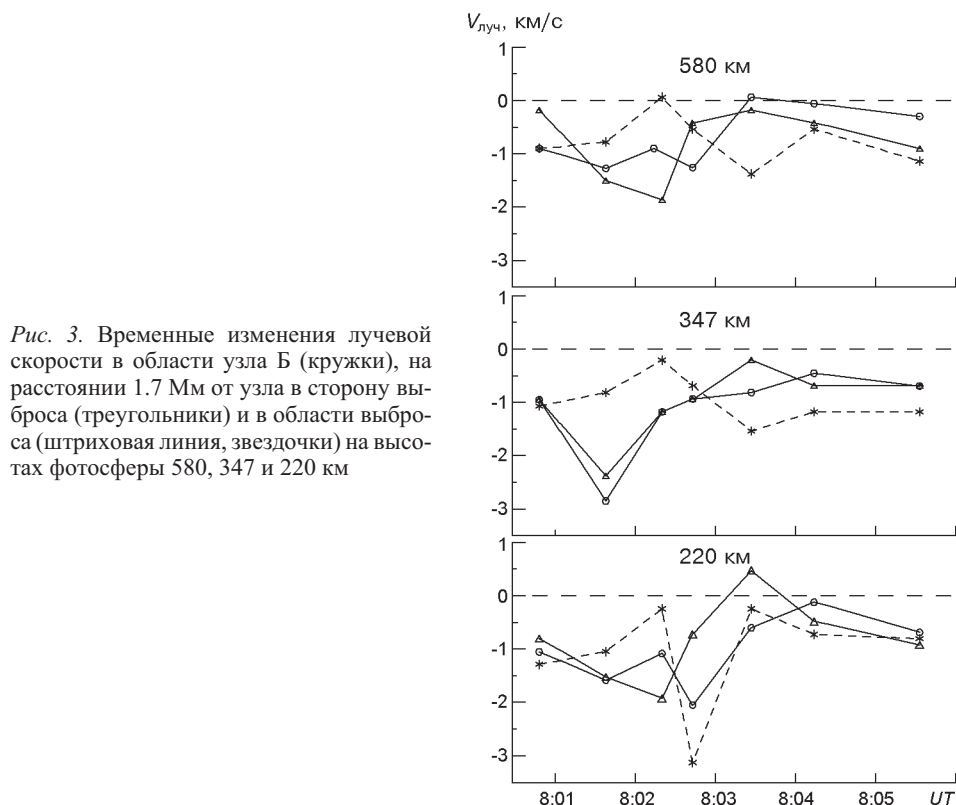 V луч, км/с
1
580 км
0
-1
-2
-3
1
347 км
0
-1
-2
-3
1
220 км
0
-1
-2
-3
8:01 8:02 8:03 8:04 8:05 UT
Рис. 3. Временные изменения лучевой
скорости в области узла Б (кружки), на
расстоянии 1.7 Мм от узла в сторону вы-
броса (треугольники) и в области выбро-
са (штриховая линия, звездочки) на высо-
тах фотосферы 580, 347 и 220 км